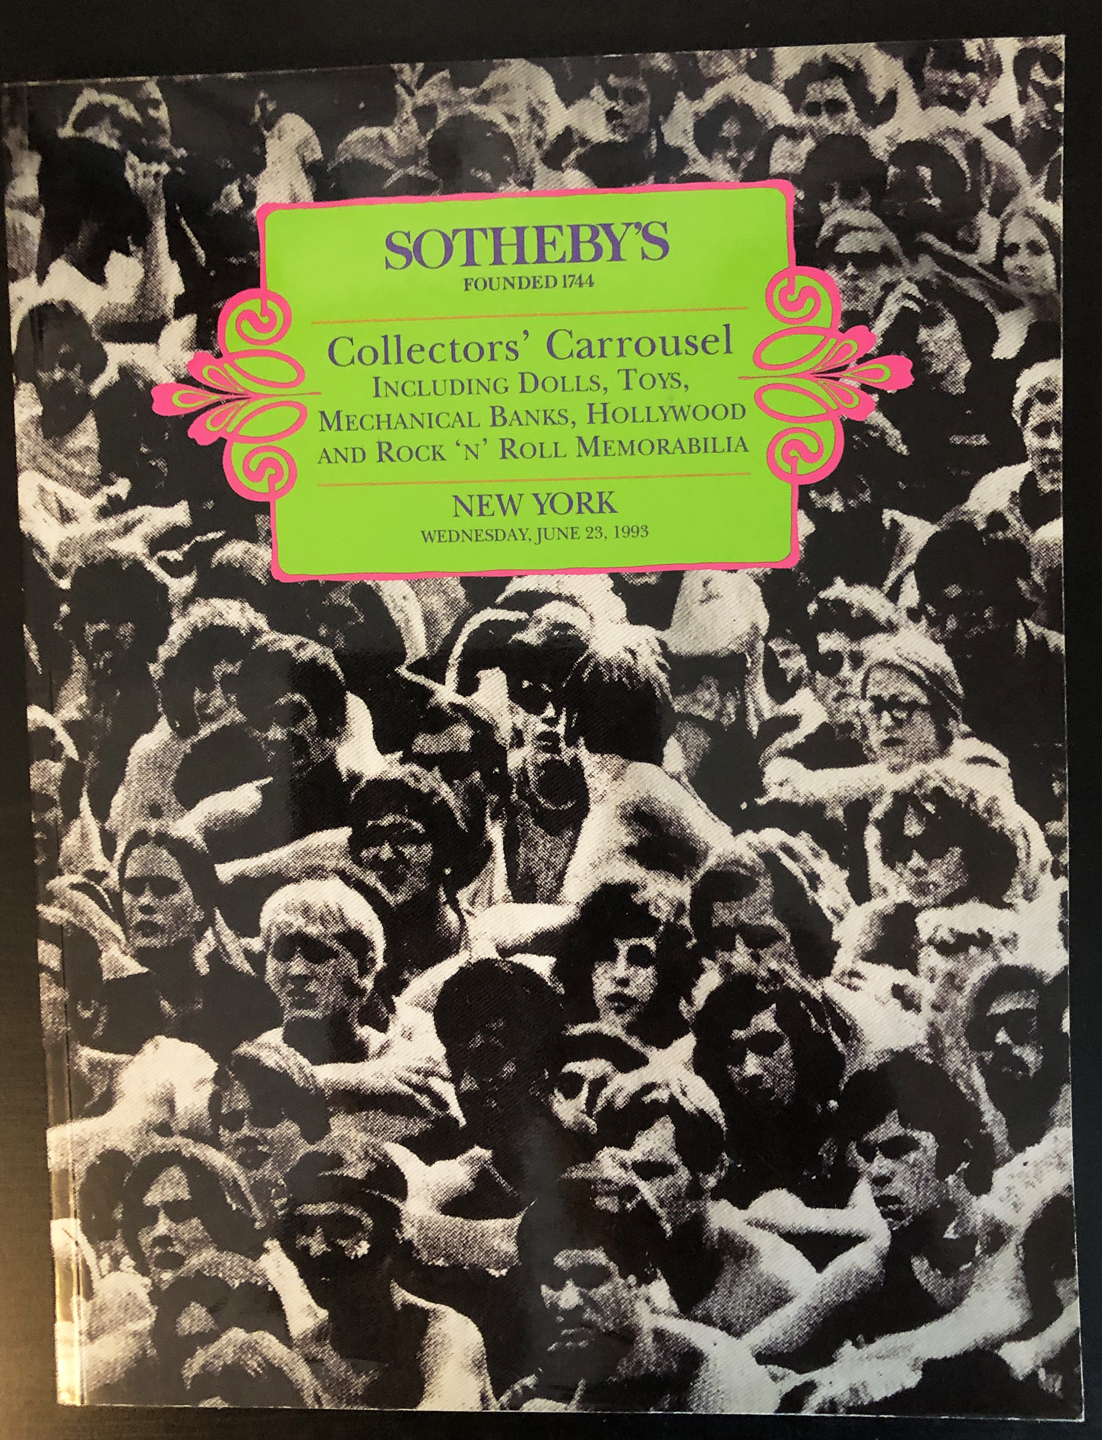 SOTHEBY'S
FOUNDED 1744
Collectors' Carrousel
INCLUDING DOLLS, TOYS,
MECHANICAL BANKS, HOLLYWOOD
AND ROCK 'N' ROLL MEMORABILIA
NEW YORK
WEDNESDAY, JUNE 23, 1993